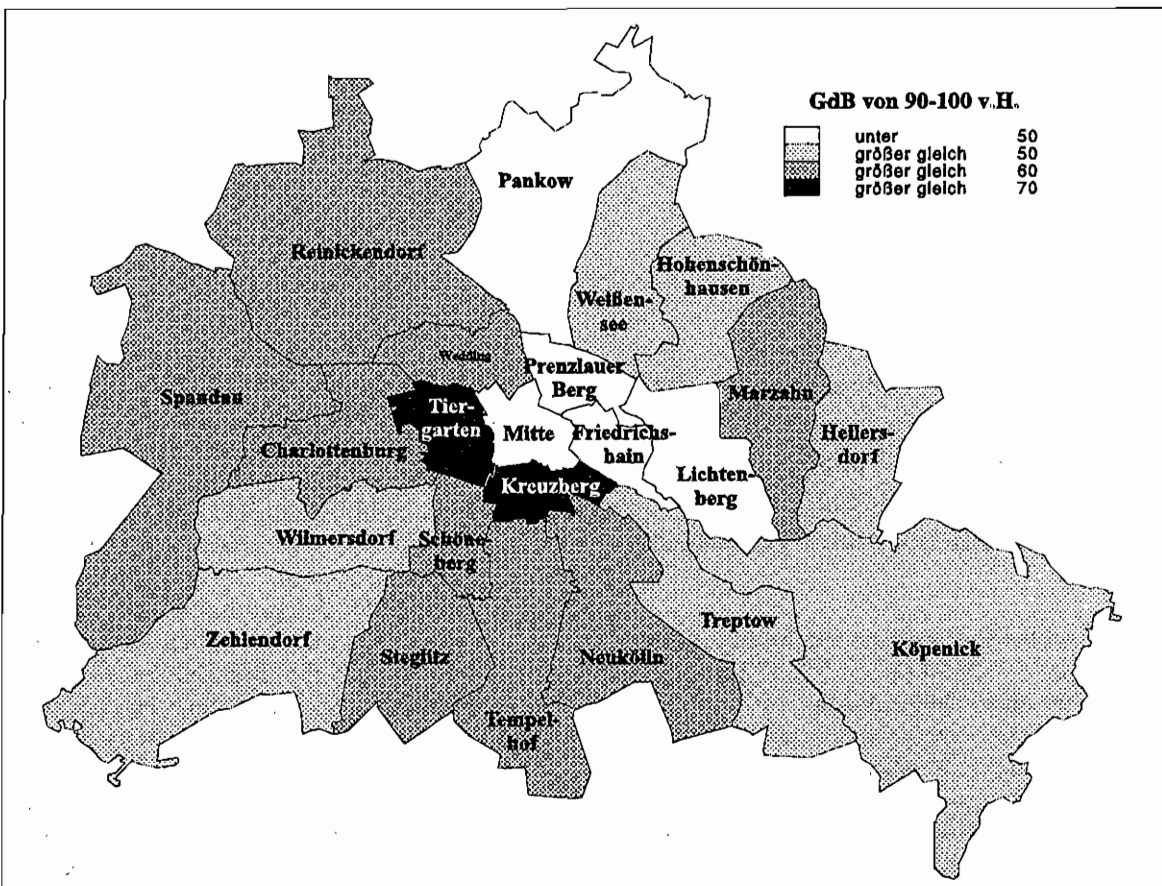 GdB von 90-100 v.H.
unter 50
größer gleich 50
größer gleich 60
größer gleich 70
Pankow
Reinickendorf
Hohenschön-
hausen
Weißen-
see
Wedding
Prenzlauer
Berg
Spandau
Marzahn
Tier-
garten
Mitte
Friedrichs-
hain
Hellers-
dorf
Charlottenburg
Lichten-
berg
Kreuzberg
Wilmersdorf
Schöne-
berg
Zehlendorf
Steglitz
Neukölln
Treptow
Köpenick
Tempel-
hof